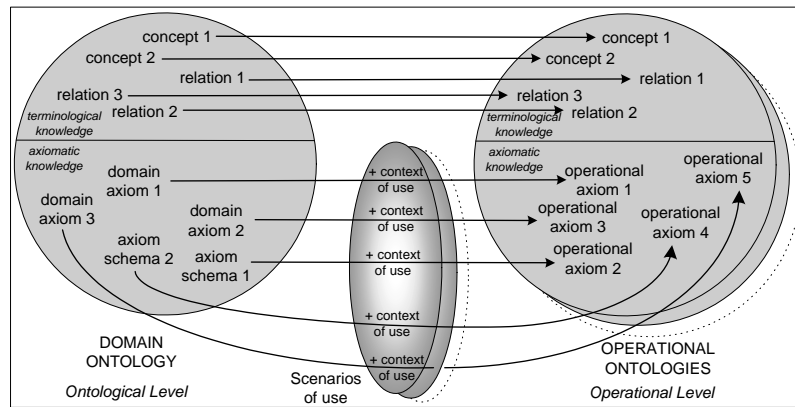 concept 1
concept 2
relation 1
relation 3
relation 2
terminological
knowledge
axiomatic
knowledge
domain
axiom 1
domain
axiom 3
domain
axiom 2
axiom
schema 2
axiom
schema 1
DOMAIN
ONTOLOGY
Ontological Level
+ context
of use
+ context
of use
+ context
of use
+ context
of use
+ context
of use
Scenarios
of use
concept 1
concept 2
relation 1
relation 3
relation 2
terminological
knowledge
axiomatic
knowledge
operational
axiom 1
operational
axiom 5
operational
axiom 3
operational
axiom 4
operational
axiom 2
OPERATIONAL
ONTOLOGIES
Operational Level